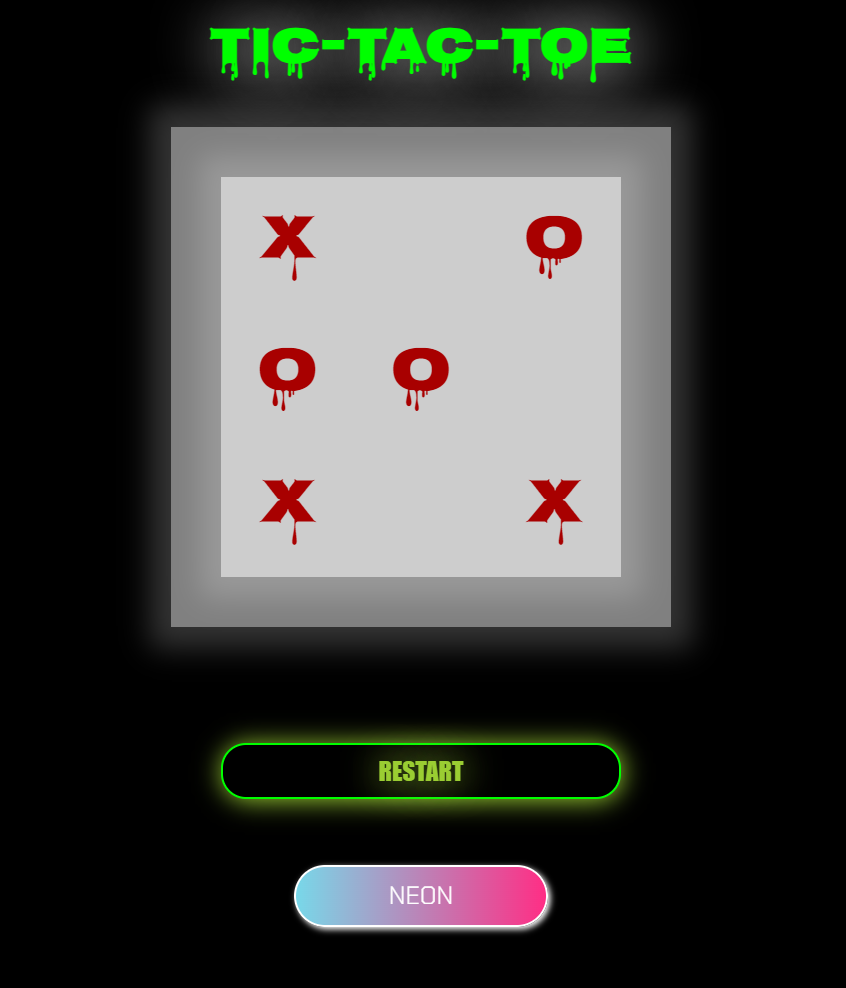 TIC-TAC-TOE
X O
O O
X X
RESTART
NEON